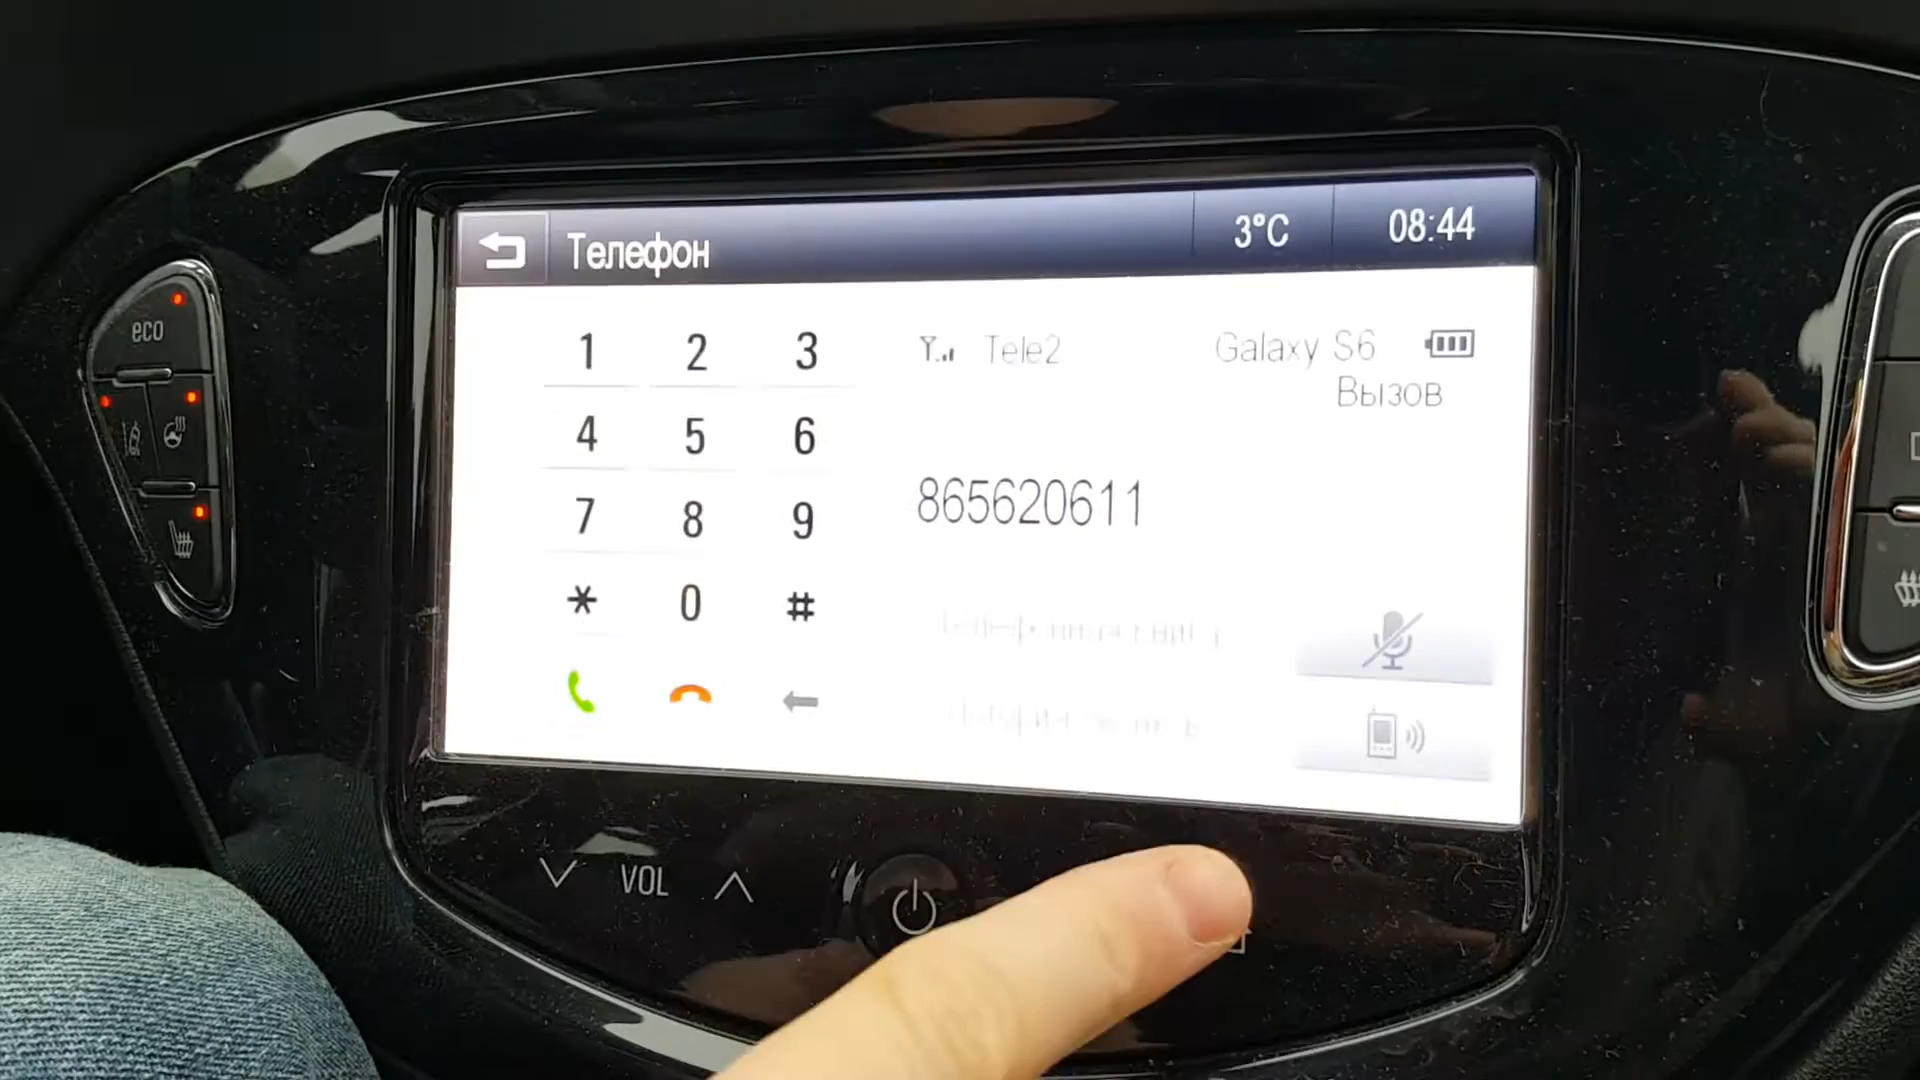 Телефон 3°C 08:44
1 2 3
4 5 6
7 8 9
* 0 #
Tele2 Galaxy S6
Вызов
865620611
eco
VOL